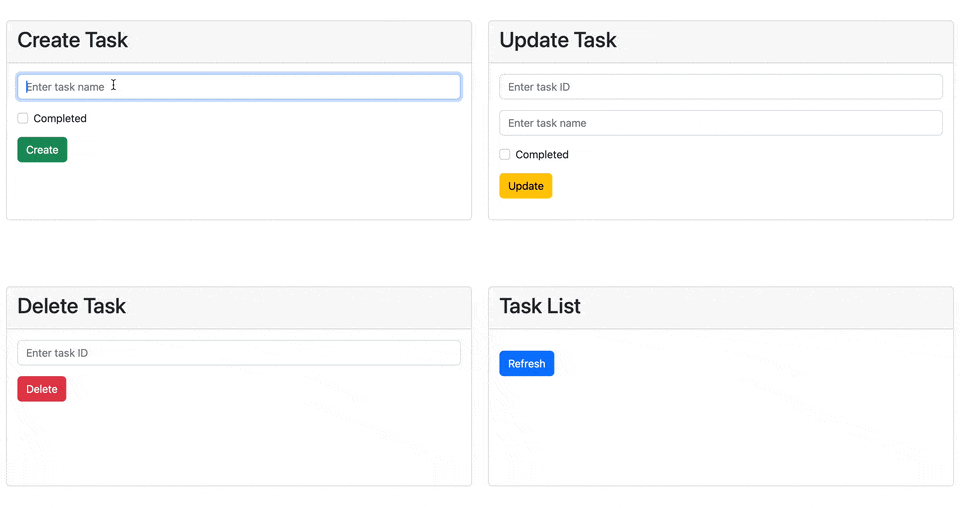 Create Task
Enter task name
Completed
Create
Update Task
Enter task ID
Enter task name
Completed
Update
Delete Task
Enter task ID
Delete
Task List
Refresh